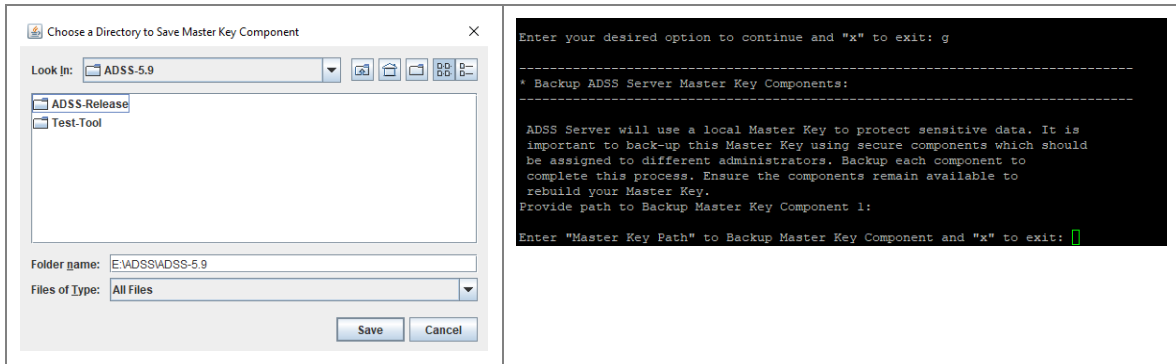 Choose a Directory to Save Master Key Component
Look In: ADSS-5.9
ADSS-Release
Test-Tool
Folder name: E:\ADSS\ADSS-5.9
Files of Type: All Files
Save Cancel
Enter your desired option to continue and "x" to exit: g
--------------------------------------------------------------------------------
* Backup ADSS Server Master Key Components:
--------------------------------------------------------------------------------
ADSS Server will use a local Master Key to protect sensitive data. It is
important to back-up this Master Key using secure components which should
be assigned to different administrators. Backup each component to
complete this process. Ensure the components remain available to
rebuild your Master Key.
Provide path to Backup Master Key Component 1:
Enter "Master Key Path" to Backup Master Key Component and "x" to exit: